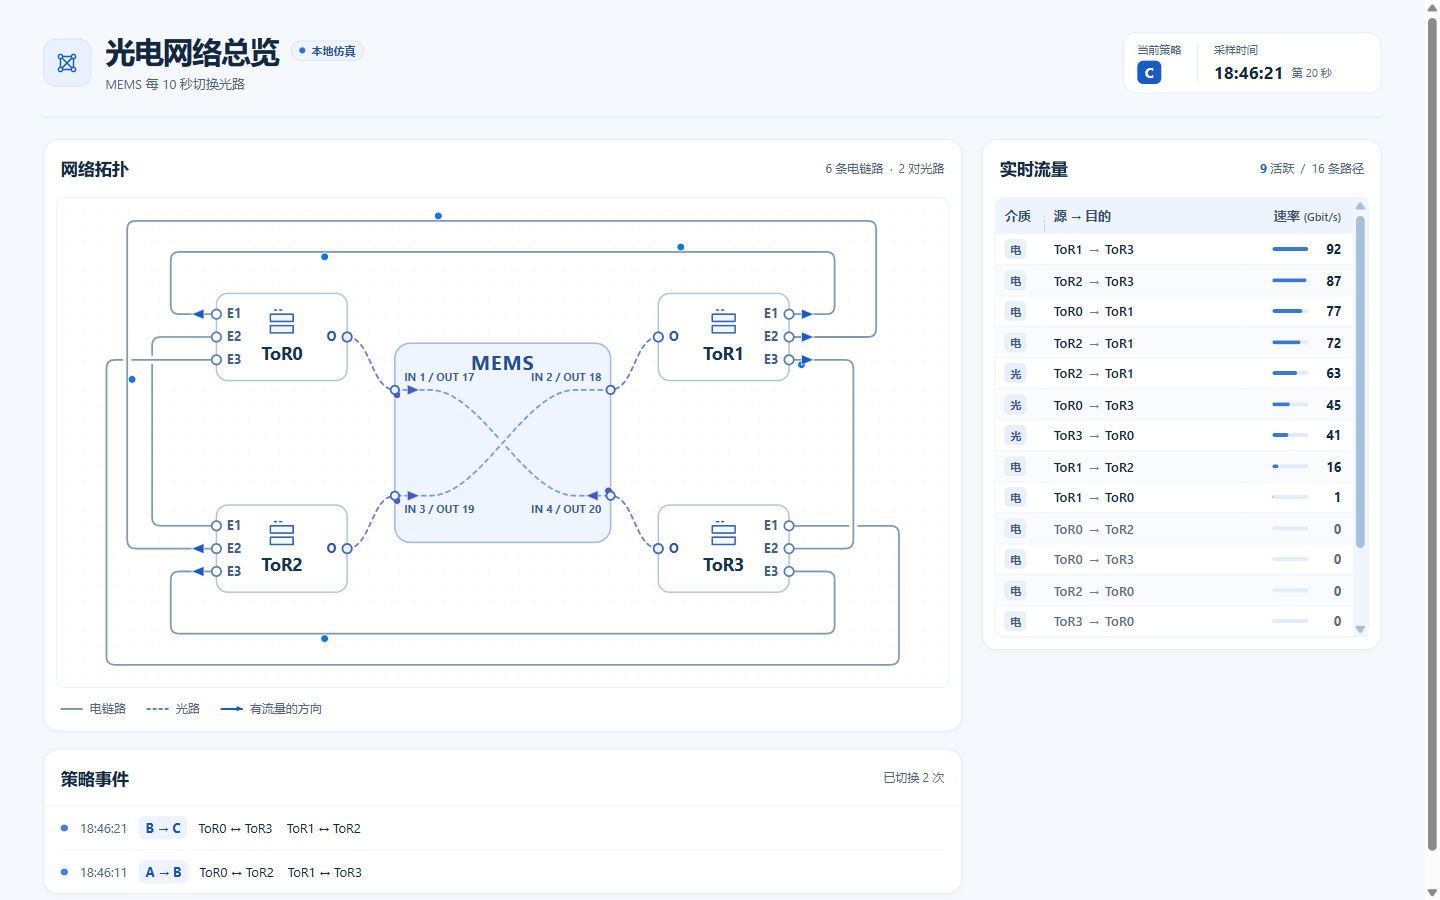 光电网络总览 本地仿真
MEMS 每 10 秒切换光路
当前策略
C
采样时间
18:46:21 第 20 秒
网络拓扑
6 条电链路 · 2 对光路
E1
E2
E3
O
ToR0
O
ToR1
E1
E2
E3
MEMS
IN 1 / OUT 17
IN 2 / OUT 18
IN 3 / OUT 19
IN 4 / OUT 20
E1
E2
E3
O
ToR2
O
ToR3
E1
E2
E3
电链路
光路
有流量的方向
实时流量
9 活跃 / 16 条路径
介质 源 → 目的 速率 (Gbit/s)
电 ToR1 → ToR3 92
电 ToR2 → ToR3 87
电 ToR0 → ToR1 77
电 ToR2 → ToR1 72
光 ToR2 → ToR1 63
光 ToR0 → ToR3 45
光 ToR3 → ToR0 41
电 ToR1 → ToR2 16
电 ToR1 → ToR0 1
电 ToR0 → ToR2 0
电 ToR0 → ToR3 0
电 ToR2 → ToR0 0
电 ToR3 → ToR0 0
策略事件
已切换 2 次
18:46:21 B → C ToR0 ↔ ToR3 ToR1 ↔ ToR2
18:46:11 A → B ToR0 ↔ ToR2 ToR1 ↔ ToR3